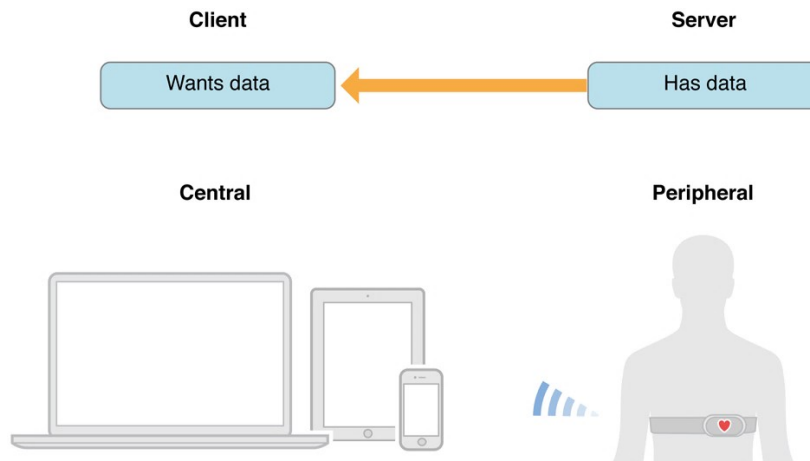 Client
Server
Wants data
Has data
Central
Peripheral